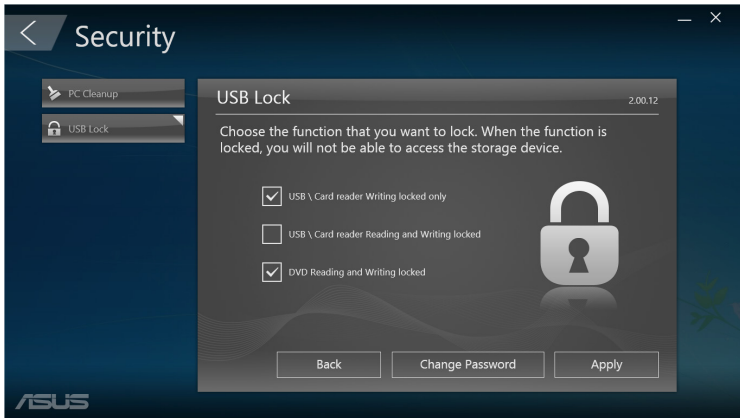 Security
PC Cleanup
USB Lock
USB Lock
2.00.12
Choose the function that you want to lock. When the function is
locked, you will not be able to access the storage device.
USB \ Card reader Writing locked only
USB \ Card reader Reading and Writing locked
DVD Reading and Writing locked
Back
Change Password
Apply
ASUS